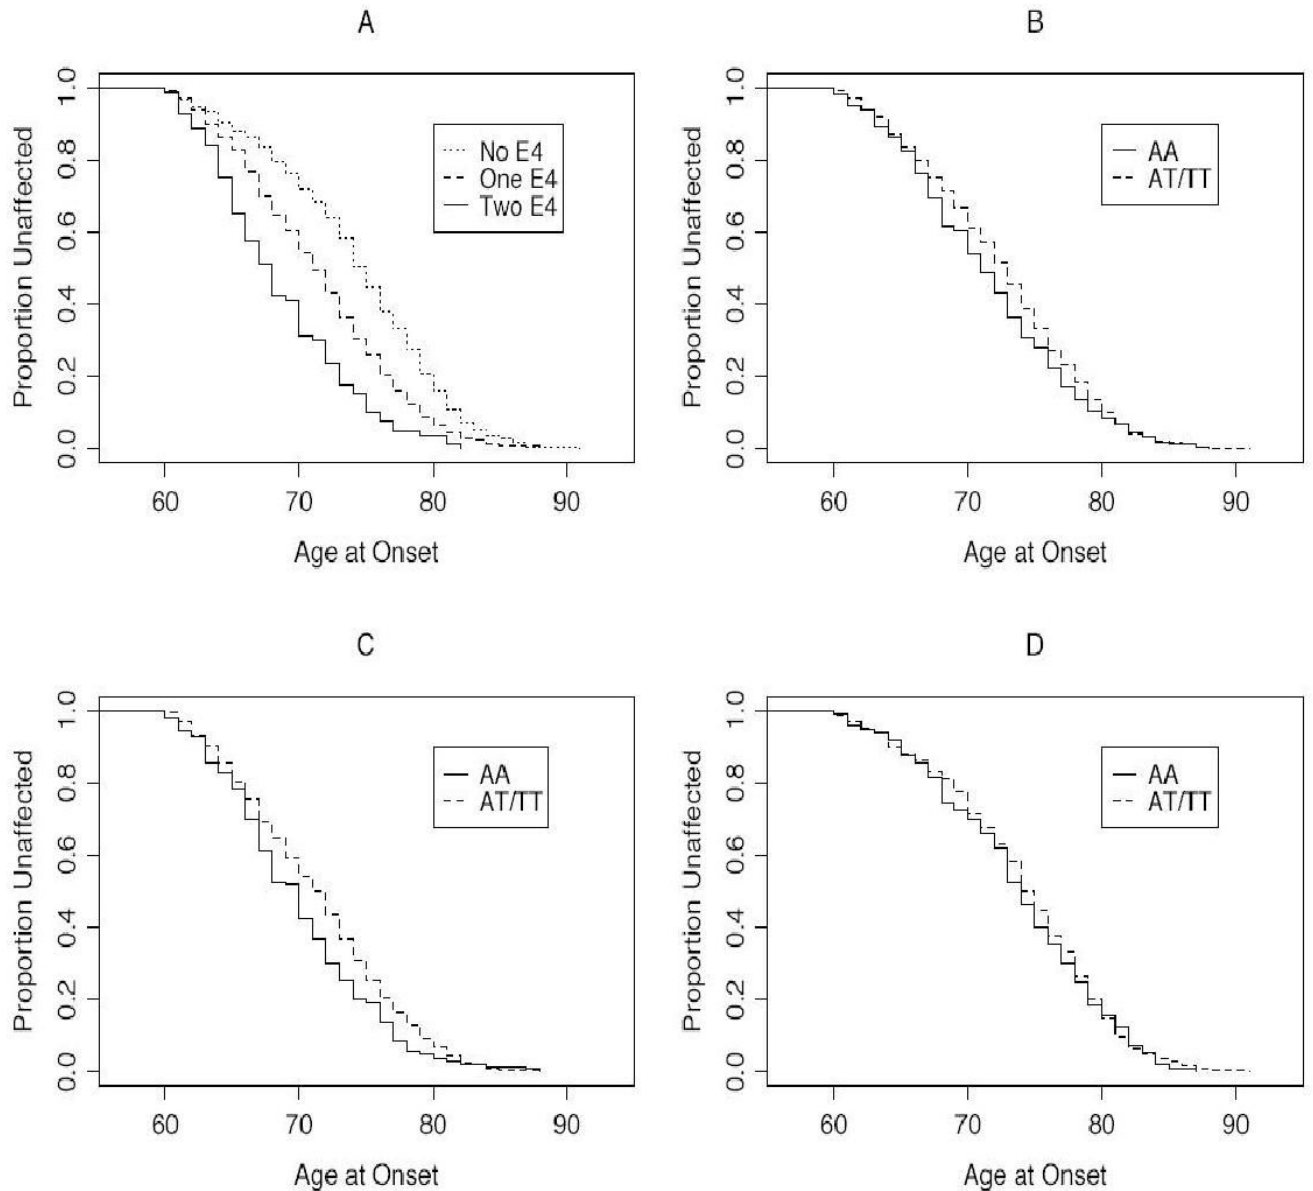 A
Proportion Unaffected
1.0
0.8
0.6
0.4
0.2
0.0
No E4
One E4
Two E4
60 70 80 90
Age at Onset
B
Proportion Unaffected
1.0
0.8
0.6
0.4
0.2
0.0
AA
AT/TT
60 70 80 90
Age at Onset
C
Proportion Unaffected
1.0
0.8
0.6
0.4
0.2
0.0
AA
AT/TT
60 70 80 90
Age at Onset
D
Proportion Unaffected
1.0
0.8
0.6
0.4
0.2
0.0
AA
AT/TT
60 70 80 90
Age at Onset